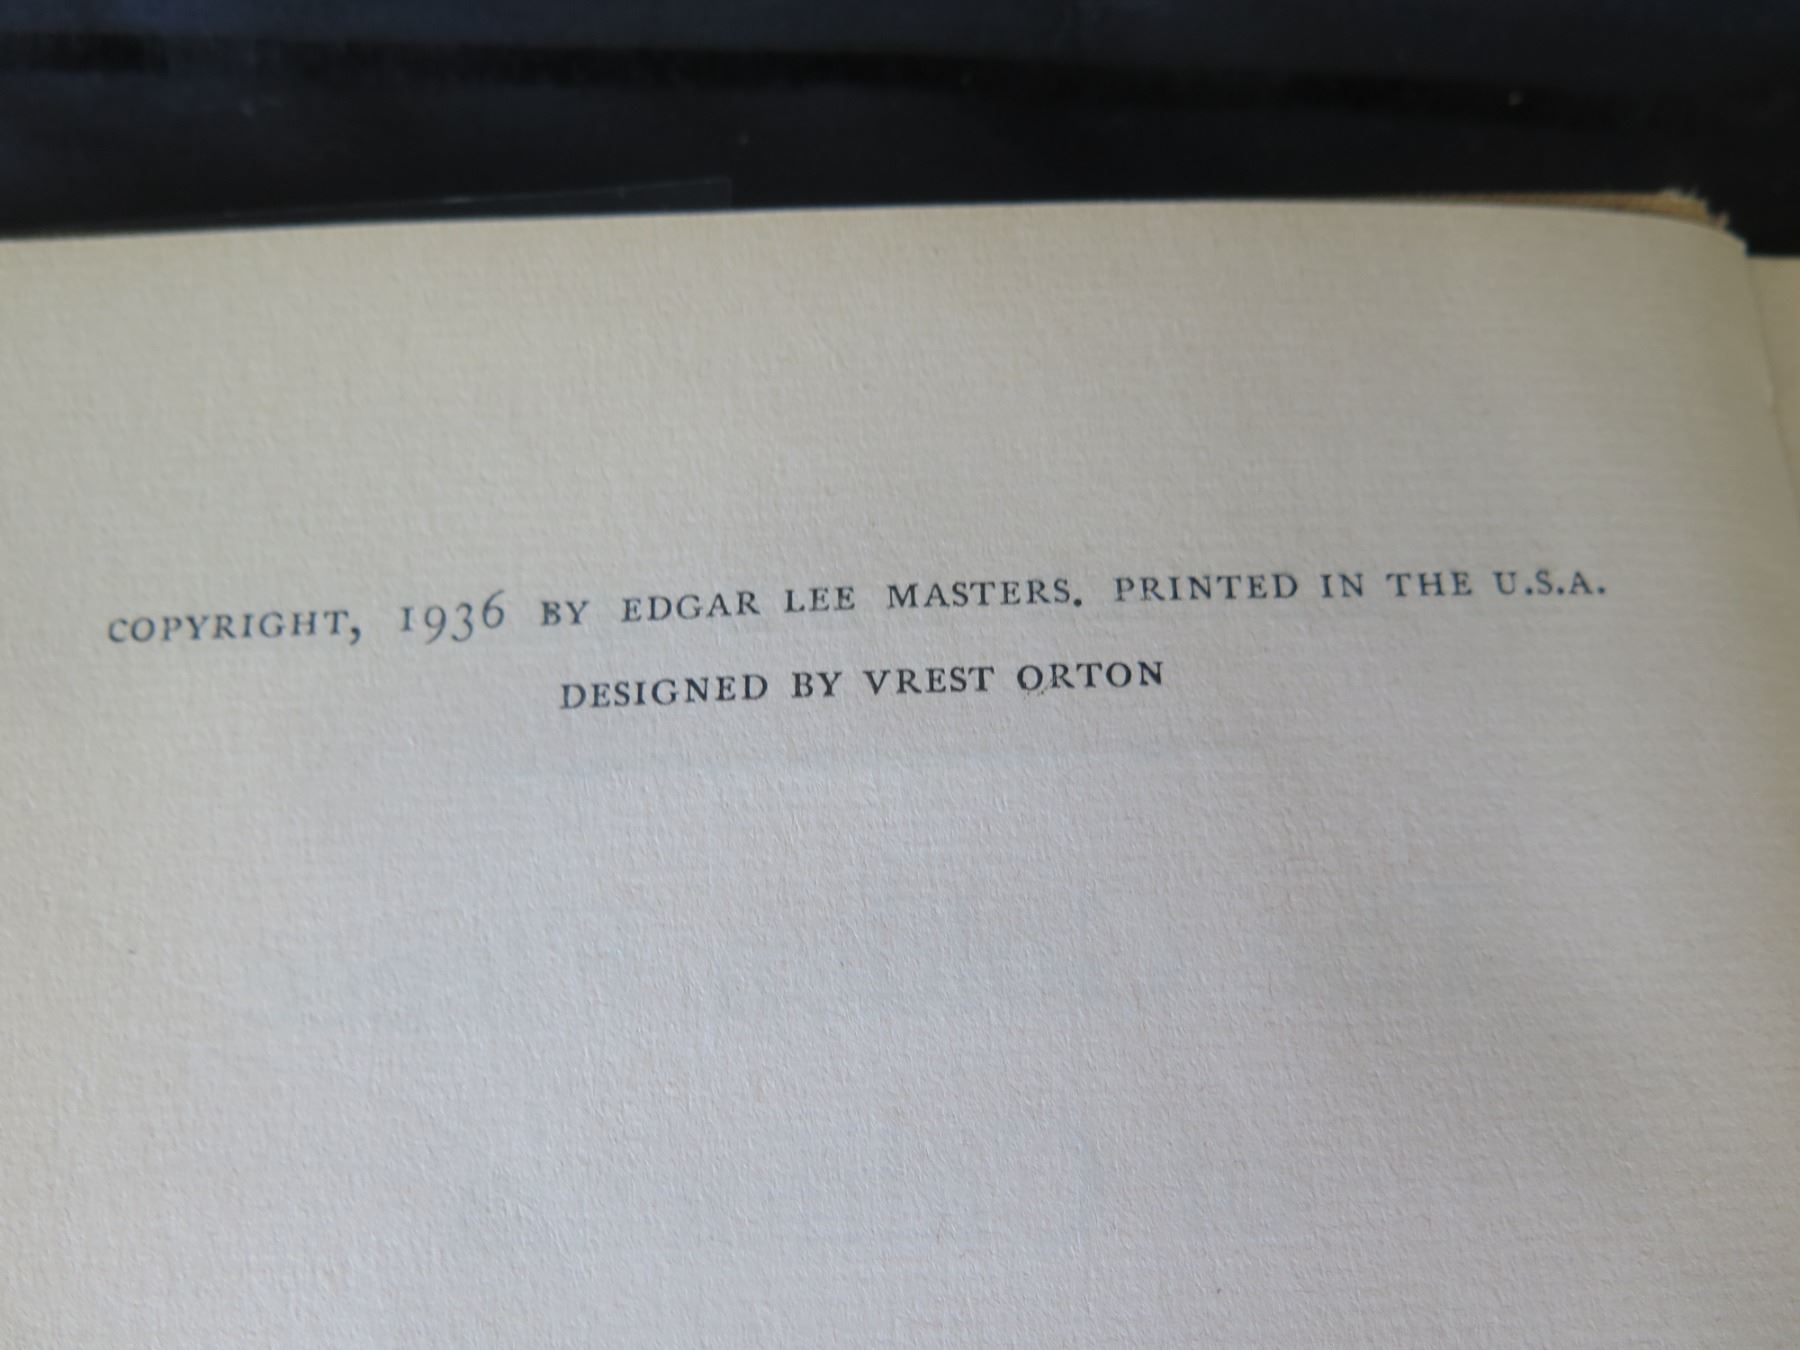 COPYRIGHT, 1936 BY EDGAR LEE MASTERS. PRINTED IN THE U.S.A.
DESIGNED BY VREST ORTON